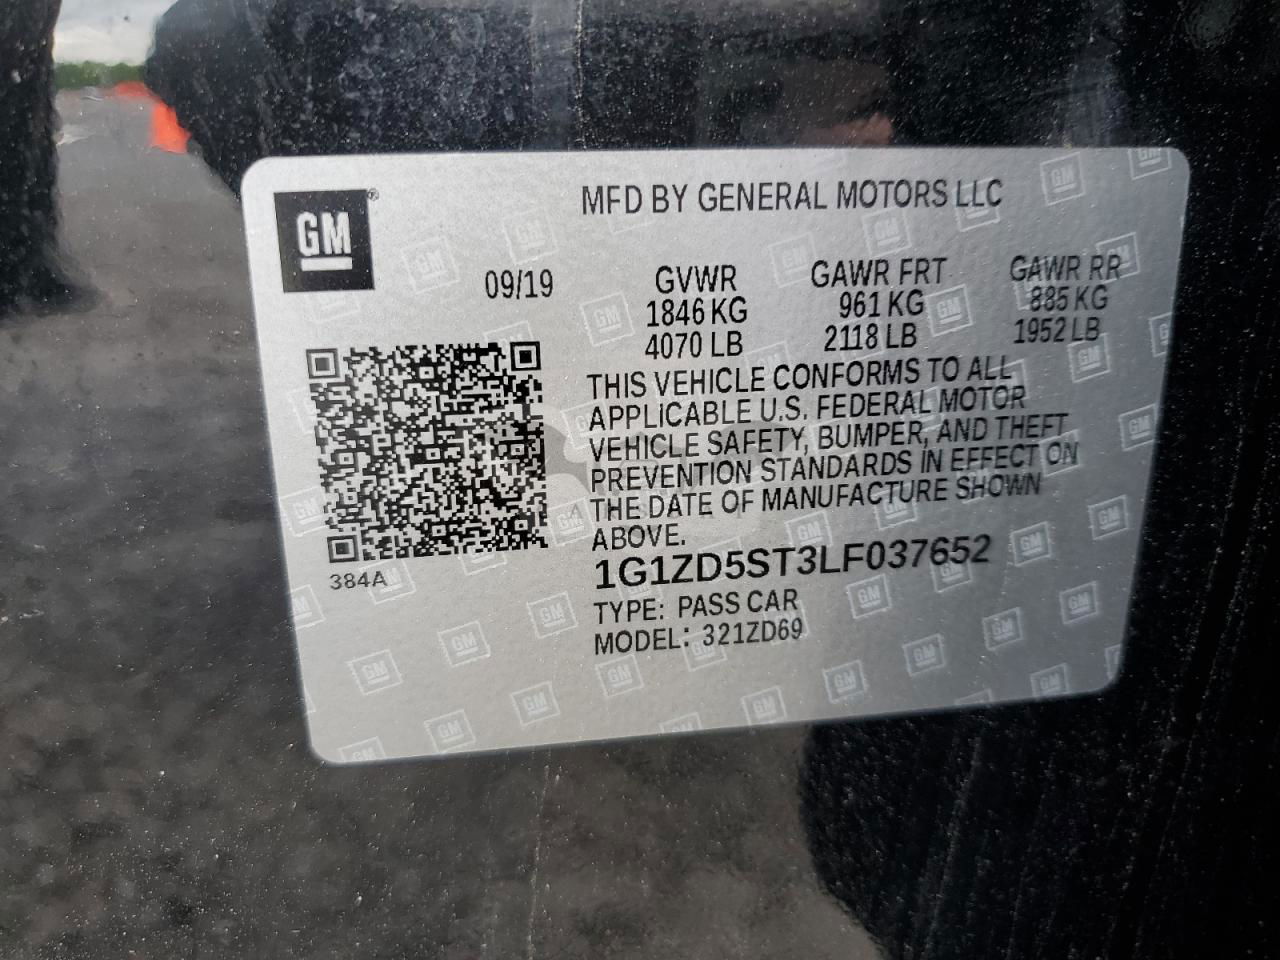 GM®
MFD BY GENERAL MOTORS LLC
09/19 GVWR GAWR FRT GAWR RR
1846 KG 961 KG 885 KG
4070 LB 2118 LB 1952 LB
THIS VEHICLE CONFORMS TO ALL
APPLICABLE U.S. FEDERAL MOTOR
VEHICLE SAFETY, BUMPER, AND THEFT
PREVENTION STANDARDS IN EFFECT ON
THE DATE OF MANUFACTURE SHOWN
ABOVE.
384A
1G1ZD5ST3LF037652
TYPE: PASS CAR
MODEL: 321ZD69